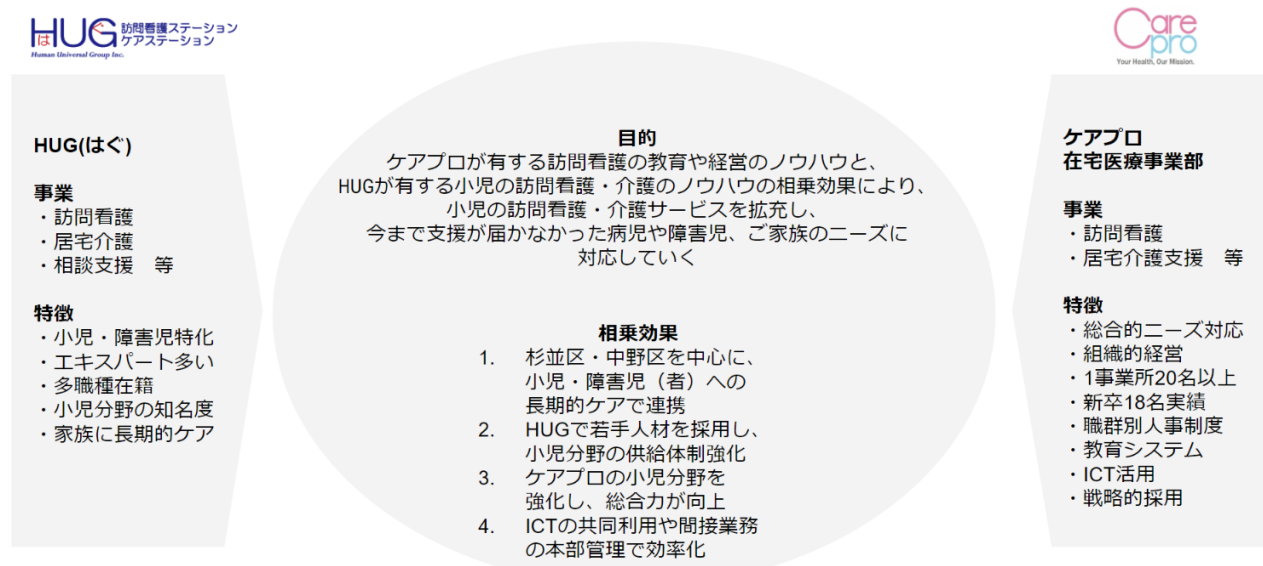 はHUGぐ 訪問看護ステーション
ケアステーション
Human Universal Group Inc.
Care
pro
Your Health, Our Mission.
HUG(はぐ)
事業
・訪問看護
・居宅介護
・相談支援　等
特徴
・小児・障害児特化
・エキスパート多い
・多職種在籍
・小児分野の知名度
・家族に長期的ケア
目的
ケアプロが有する訪問看護の教育や経営のノウハウと、
HUGが有する小児の訪問看護・介護のノウハウの相乗効果により、
小児の訪問看護・介護サービスを拡充し、
今まで支援が届かなかった病児や障害児、ご家族のニーズに
対応していく
相乗効果
1. 杉並区・中野区を中心に、
小児・障害児（者）への
長期的ケアで連携
2. HUGで若手人材を採用し、
小児分野の供給体制強化
3. ケアプロの小児分野を
強化し、総合力が向上
4. ICTの共同利用や間接業務
の本部管理で効率化
ケアプロ
在宅医療事業部
事業
・訪問看護
・居宅介護支援　等
特徴
・総合的ニーズ対応
・組織的経営
・1事業所20名以上
・新卒18名実績
・職群別人事制度
・教育システム
・ICT活用
・戦略的採用